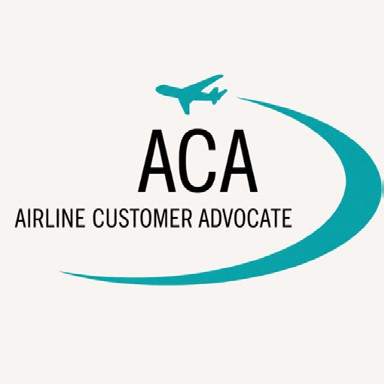 ACA
AIRLINE CUSTOMER ADVOCATE